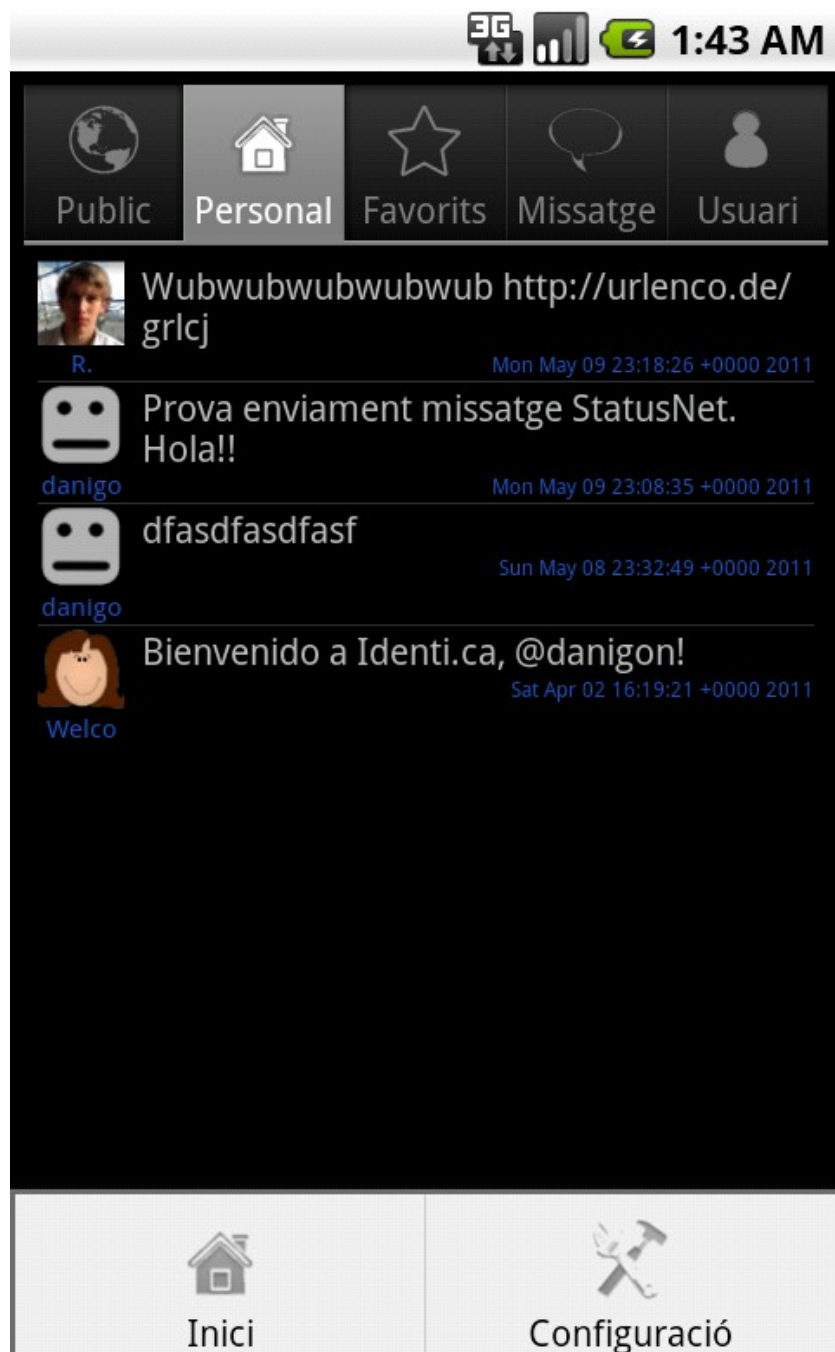 3G
1:43 AM
Public
Personal
Favorits
Missatge
Usuari
Wubwubwubwubwub http://urlenco.de/
grlcj
R.
Mon May 09 23:18:26 +0000 2011
Prova enviament missatge StatusNet.
Hola!!
danigo
Mon May 09 23:08:35 +0000 2011
dfasdfasdfasf
Sun May 08 23:32:49 +0000 2011
danigo
Bienvenido a Identi.ca, @danigon!
Sat Apr 02 16:19:21 +0000 2011
Welco
Inici
Configuració